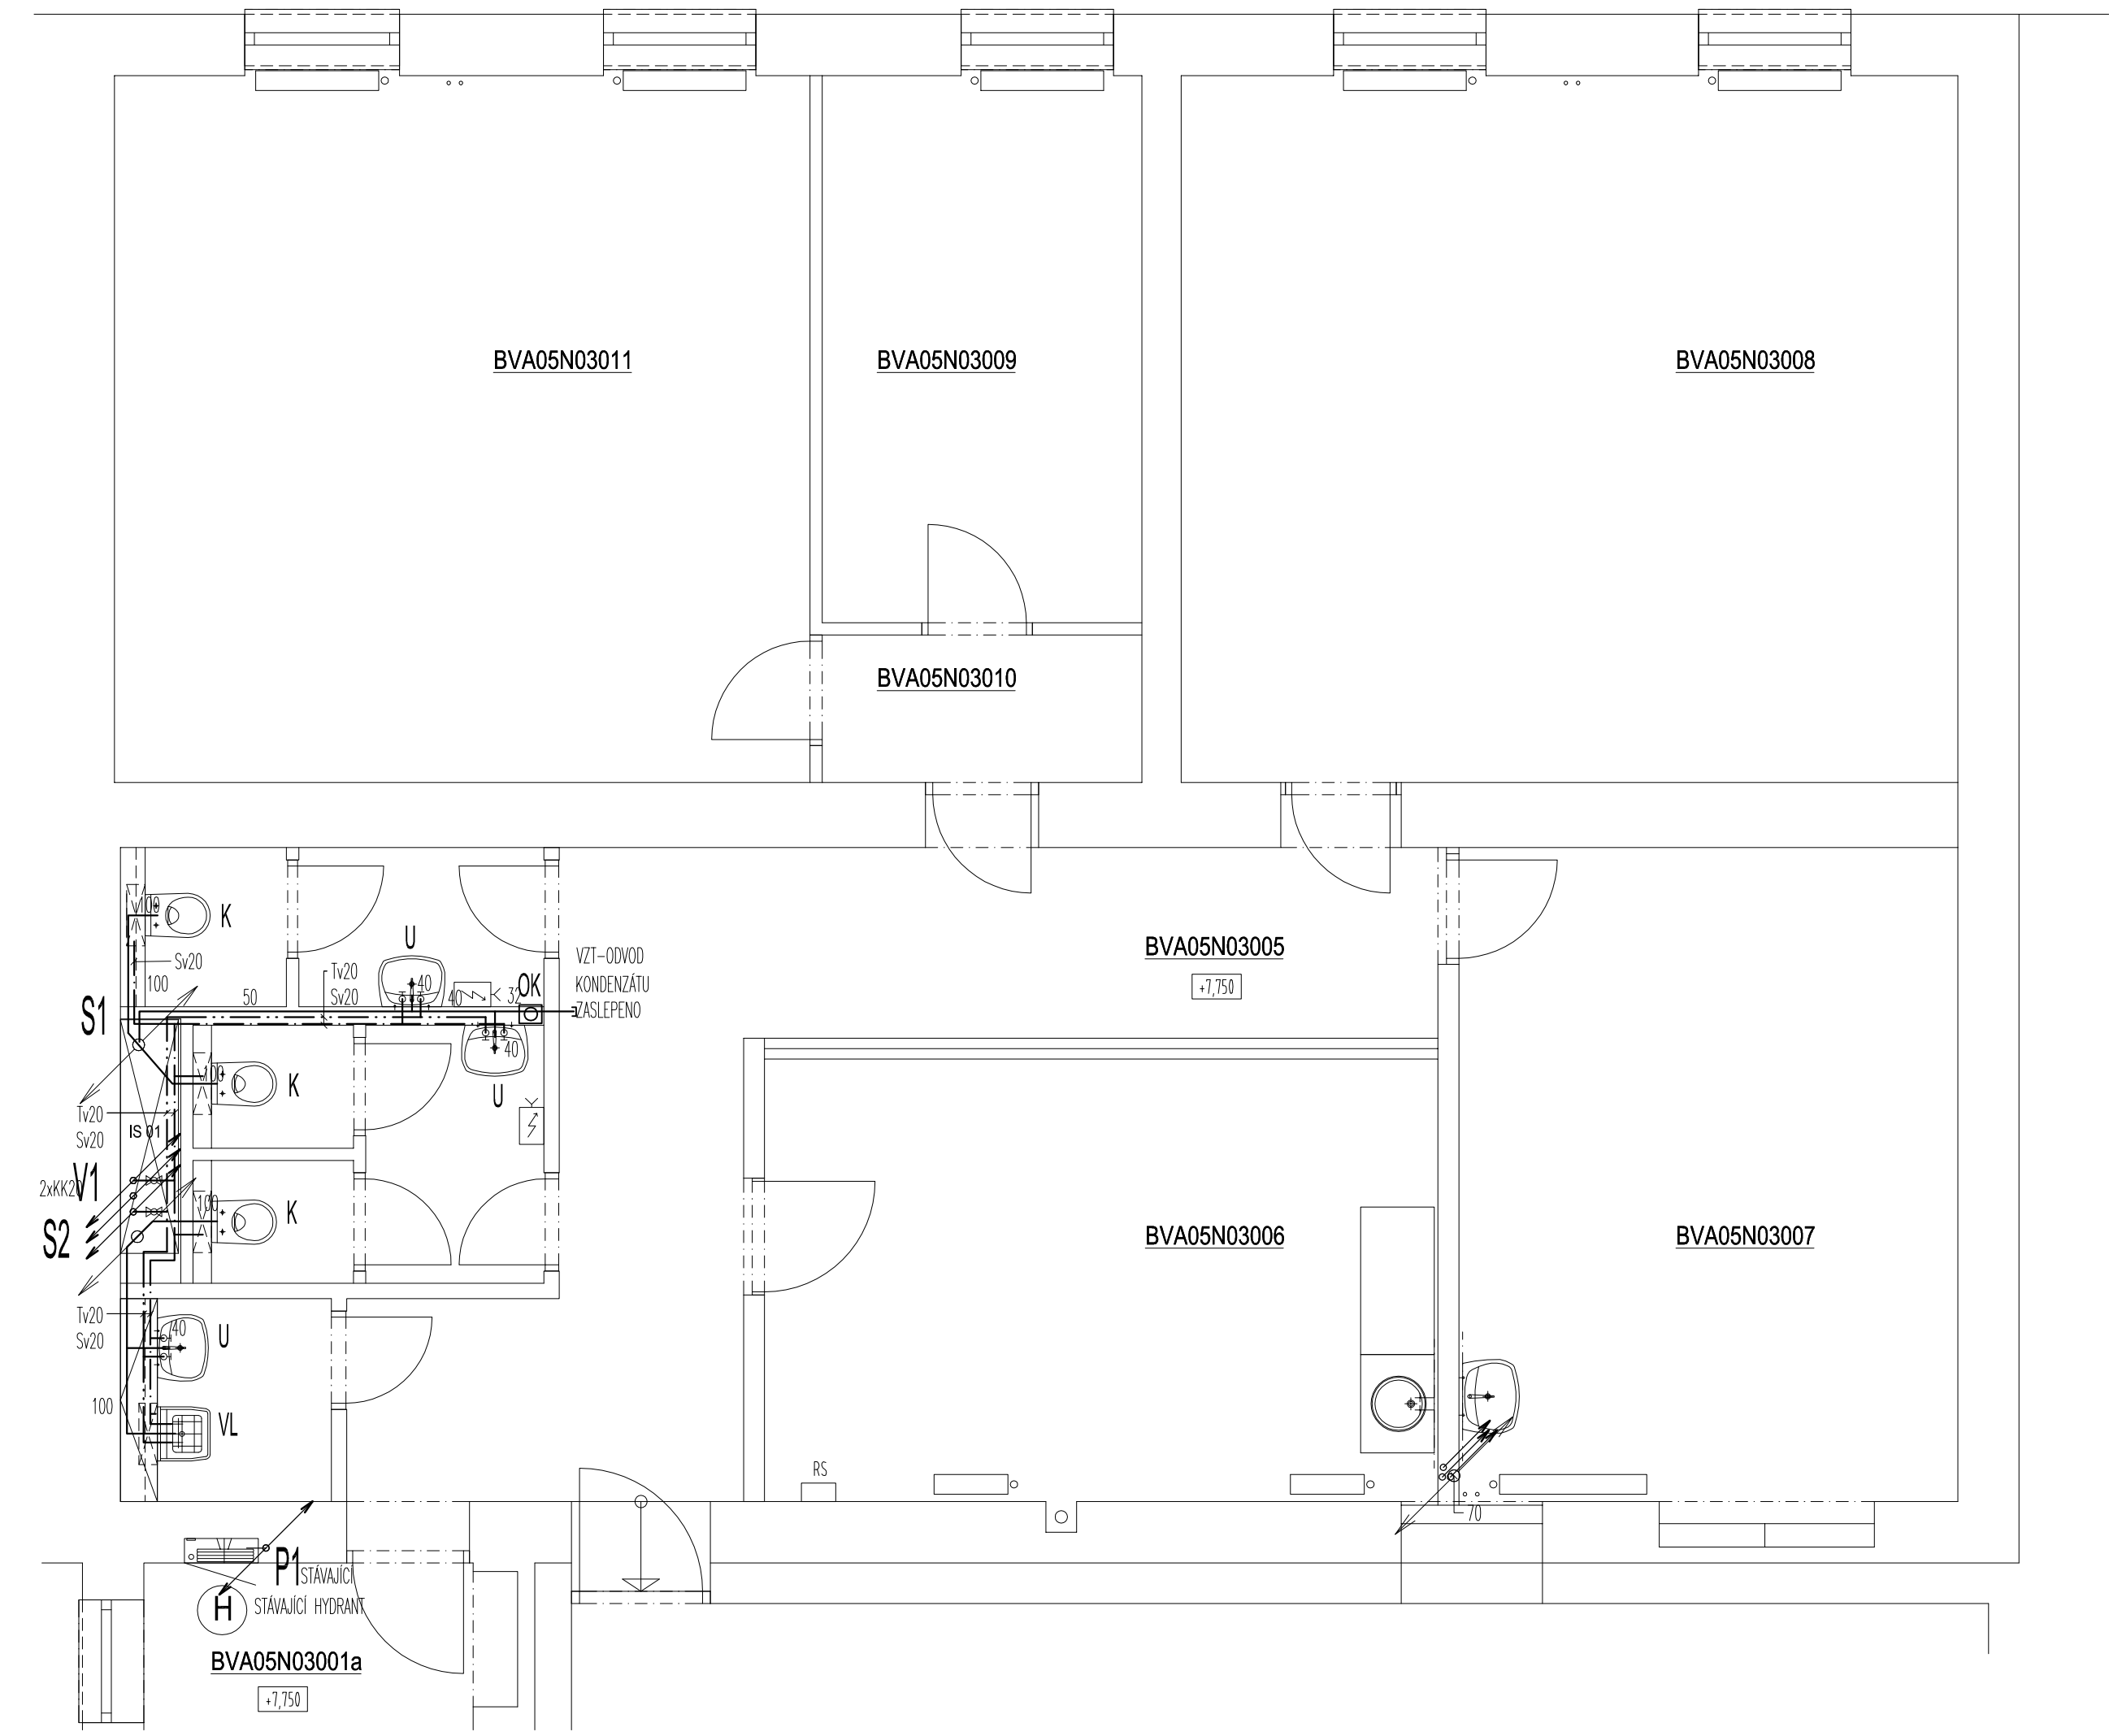 BVA05N03011
BVA05N03009
BVA05N03008
BVA05N03010
100
K
Sv20
100
50
Tv20
Sv20
U
40
40
32
OK
VZT-ODVOD
KONDENZÁTU
ZASLEPENO
BVA05N03005
+7,750
S1
100
K
40
U
Tv20
Sv20
IS 01
V1
2xKK20
S2
100
K
BVA05N03006
BVA05N03007
Tv20
Sv20
40
U
100
VL
RS
70
P1
STÁVAJÍCÍ
H
STÁVAJÍCÍ HYDRANT
BVA05N03001a
+7,750